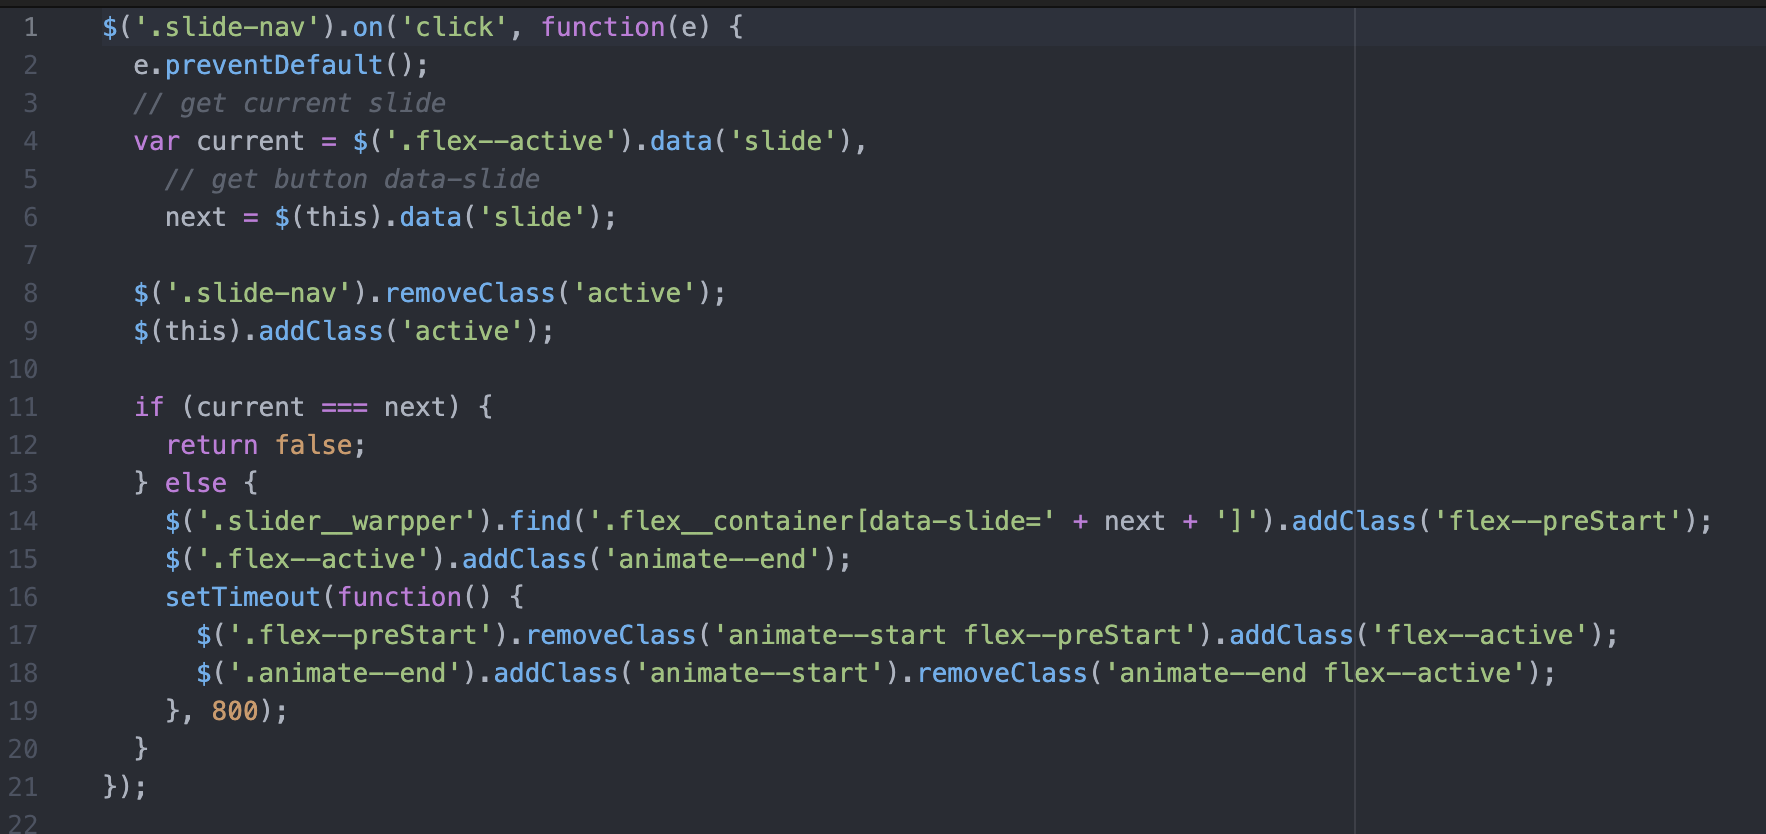 1 $('.slide-nav').on('click', function(e) {
2 e.preventDefault();
3 // get current slide
4 var current = $('.flex--active').data('slide'),
5 // get button data-slide
6 next = $(this).data('slide');
7
8 $('.slide-nav').removeClass('active');
9 $(this).addClass('active');
10
11 if (current === next) {
12 return false;
13 } else {
14 $('.slider__warpper').find('.flex__container[data-slide=' + next + ']').addClass('flex--preStart');
15 $('.flex--active').addClass('animate--end');
16 setTimeout(function() {
17 $('.flex--preStart').removeClass('animate--start flex--preStart').addClass('flex--active');
18 $('.animate--end').addClass('animate--start').removeClass('animate--end flex--active');
19 }, 800);
20 }
21 });
22